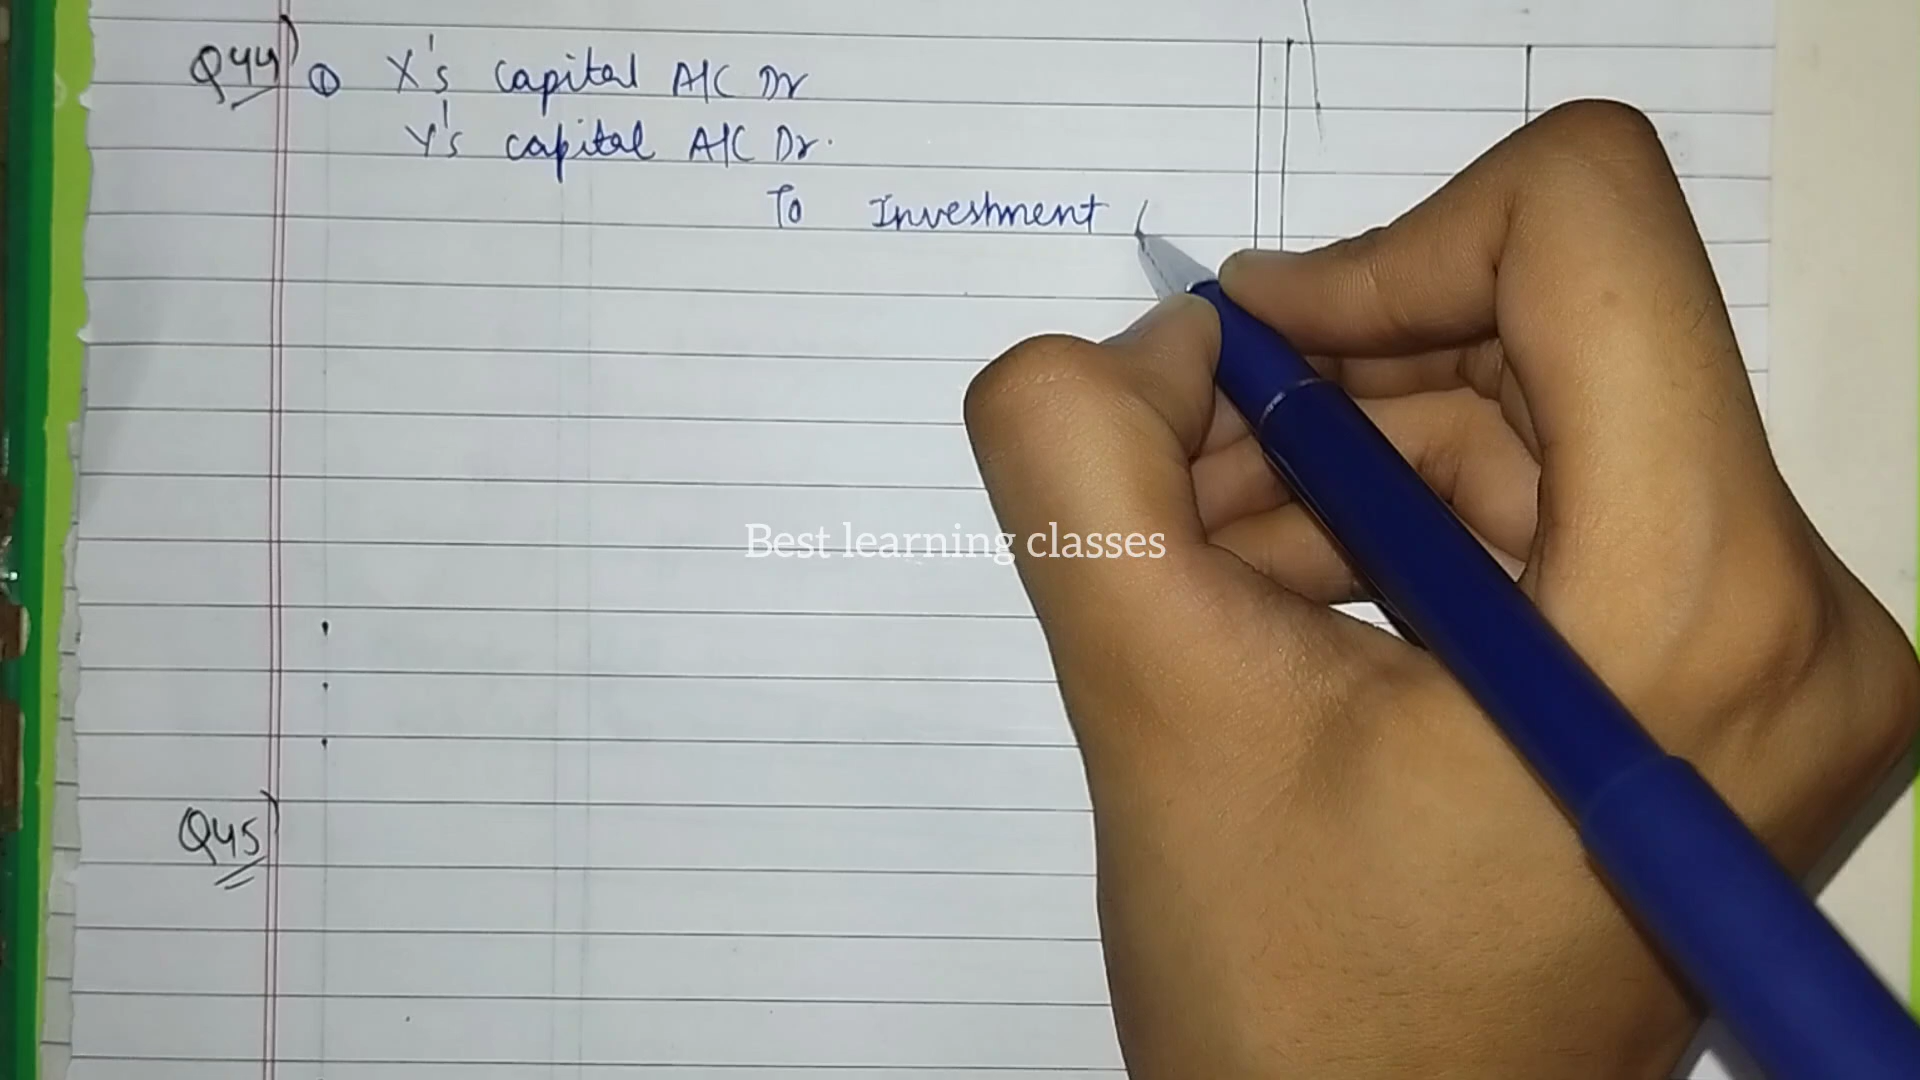 Q44) ① X's capital A/C Dr
Y's capital A/C Dr.
To Investment (
Best learning classes
Q45)